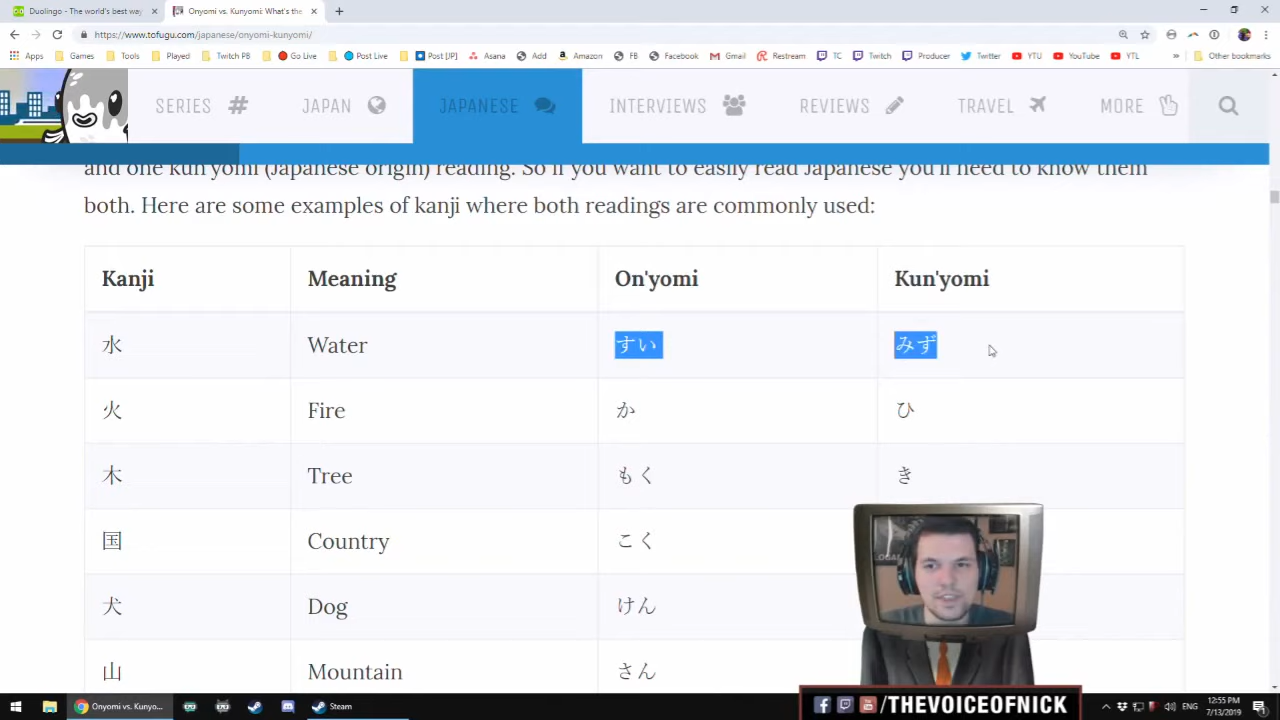 Duolingo - The world's best way
Onyomi vs. Kunyomi: What's the
https://www.tofugu.com/japanese/onyomi-kunyomi/
Apps Games Tools Played Twitch PB Go Live Post Live Post [JP] Asana Add Amazon FB Facebook Gmail Restream TC Twitch Producer Twitter YTU YouTube YTL » Other bookmarks
SERIES # JAPAN JAPANESE INTERVIEWS REVIEWS TRAVEL MORE
and one kun'yomi (Japanese origin) reading. So if you want to easily read Japanese you'll need to know them
both. Here are some examples of kanji where both readings are commonly used:
Kanji Meaning On'yomi Kun'yomi
水 Water すい みず
火 Fire か ひ
木 Tree もく き
国 Country こく
犬 Dog けん
山 Mountain さん
/THEVOICEOFNICK
Onyomi vs. Kunyo... Steam ENG 12:55 PM
7/13/2019